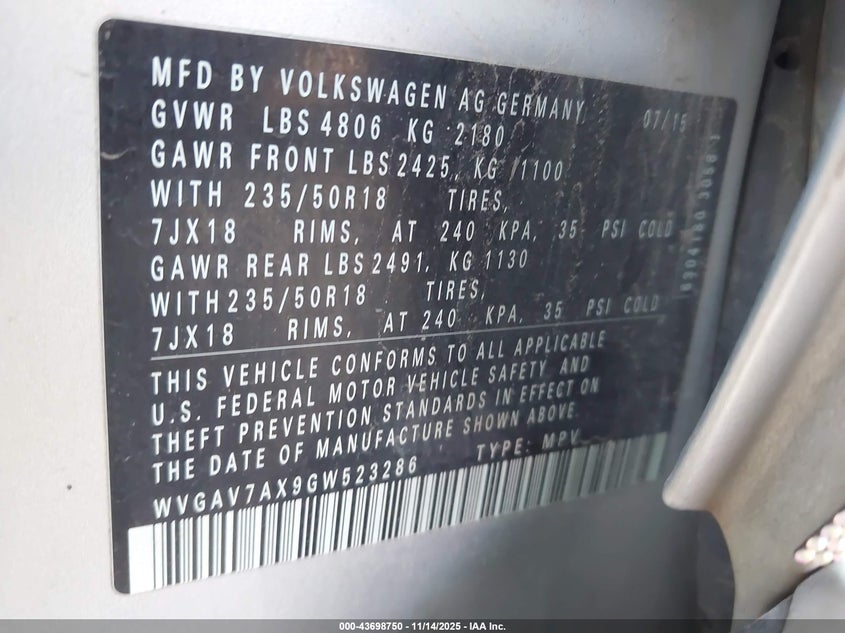 MFD BY VOLKSWAGEN AG GERMANY 07/15
GVWR LBS 4806 KG 2180
GAWR FRONT LBS 2425, KG 1100
WITH 235/50R18 TIRES,
7JX18 RIMS, AT 240 KPA, 35 PSI COLD
GAWR REAR LBS 2491, KG 1130
WITH 235/50R18 TIRES,
7JX18 RIMS, AT 240 KPA, 35 PSI COLD
THIS VEHICLE CONFORMS TO ALL APPLICABLE
U.S. FEDERAL MOTOR VEHICLE SAFETY, AND
THEFT PREVENTION STANDARDS IN EFFECT ON
THE DATE OF MANUFACTURE SHOWN ABOVE.
WVGAV7AX9GW523286 TYPE: MPV
000-43698750 | 11/14/2025 - IAA Inc.